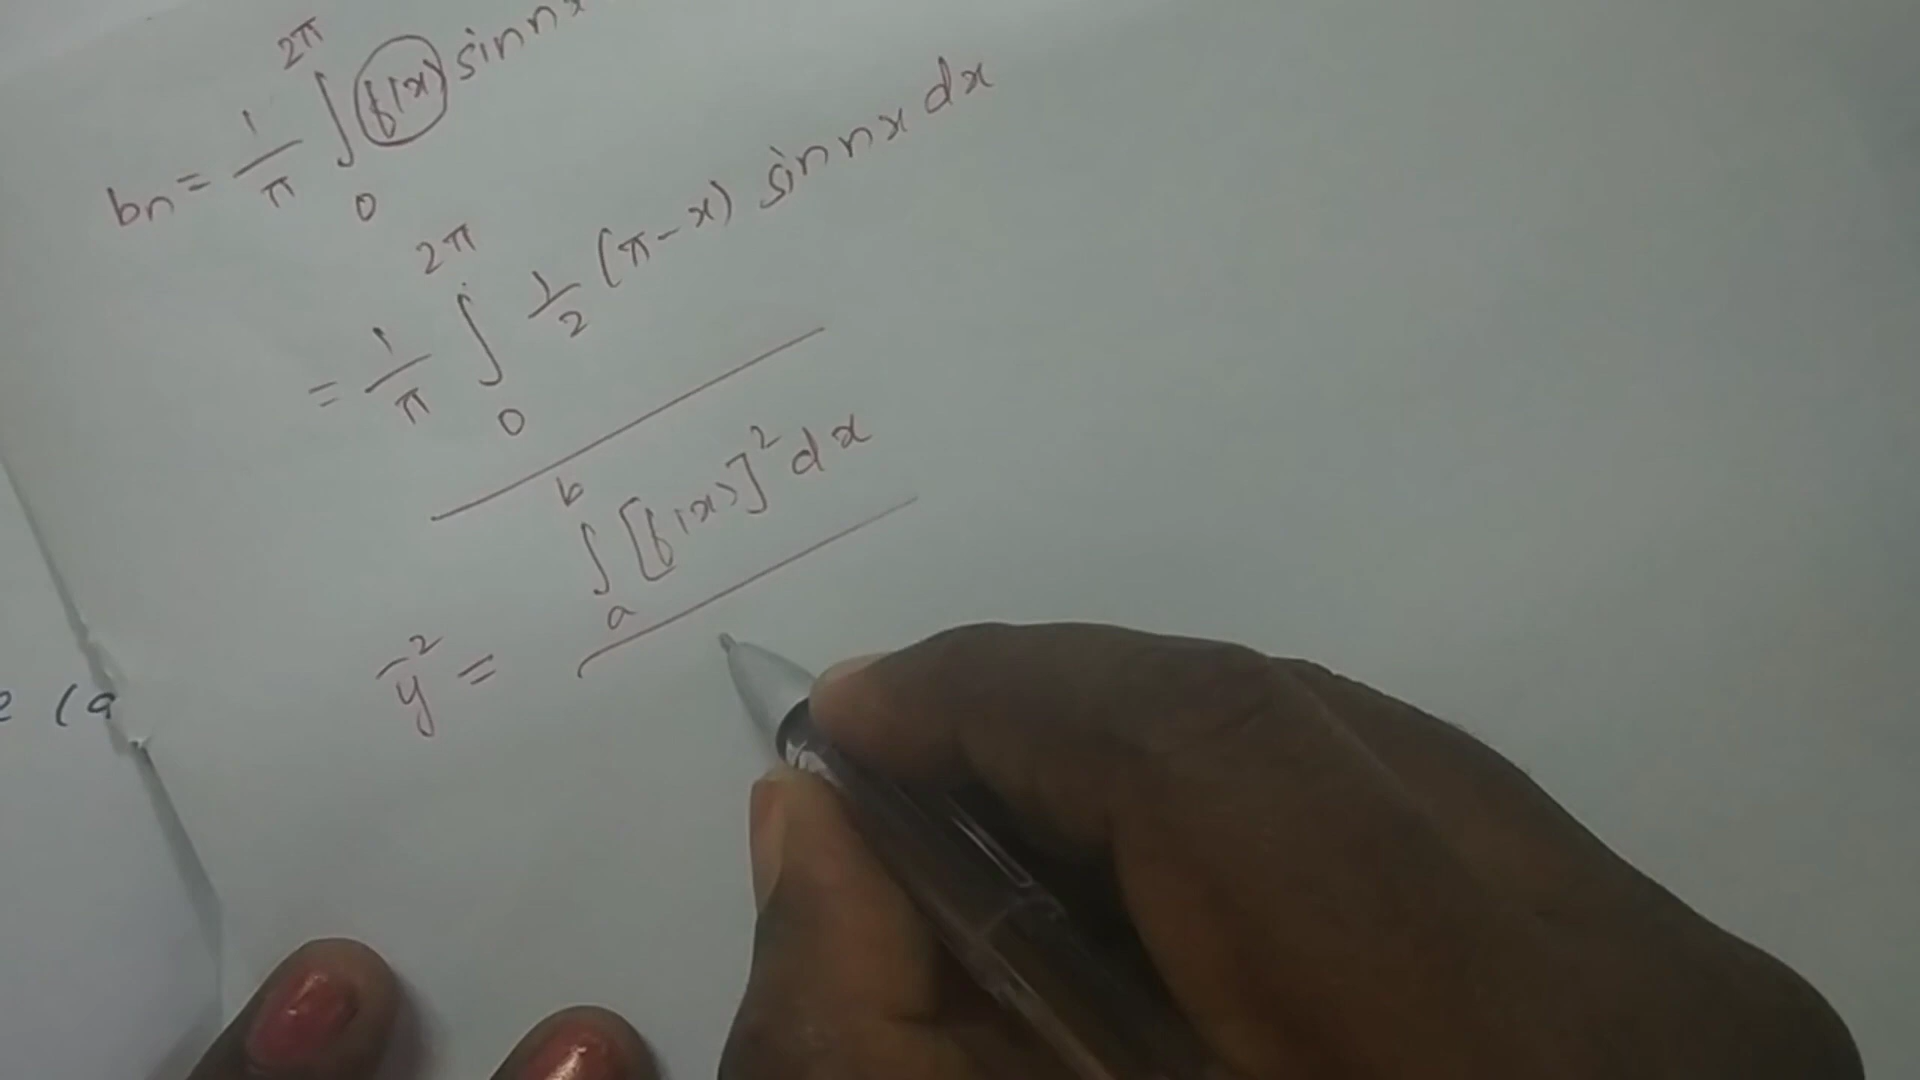 bn = 1/π ∫₀^2π f(x) sin nx
= 1/π ∫₀^2π 1/2 (π - x) sin nx dx
ȳ² = ∫ₐ^b [f(x)]² dx
e (a